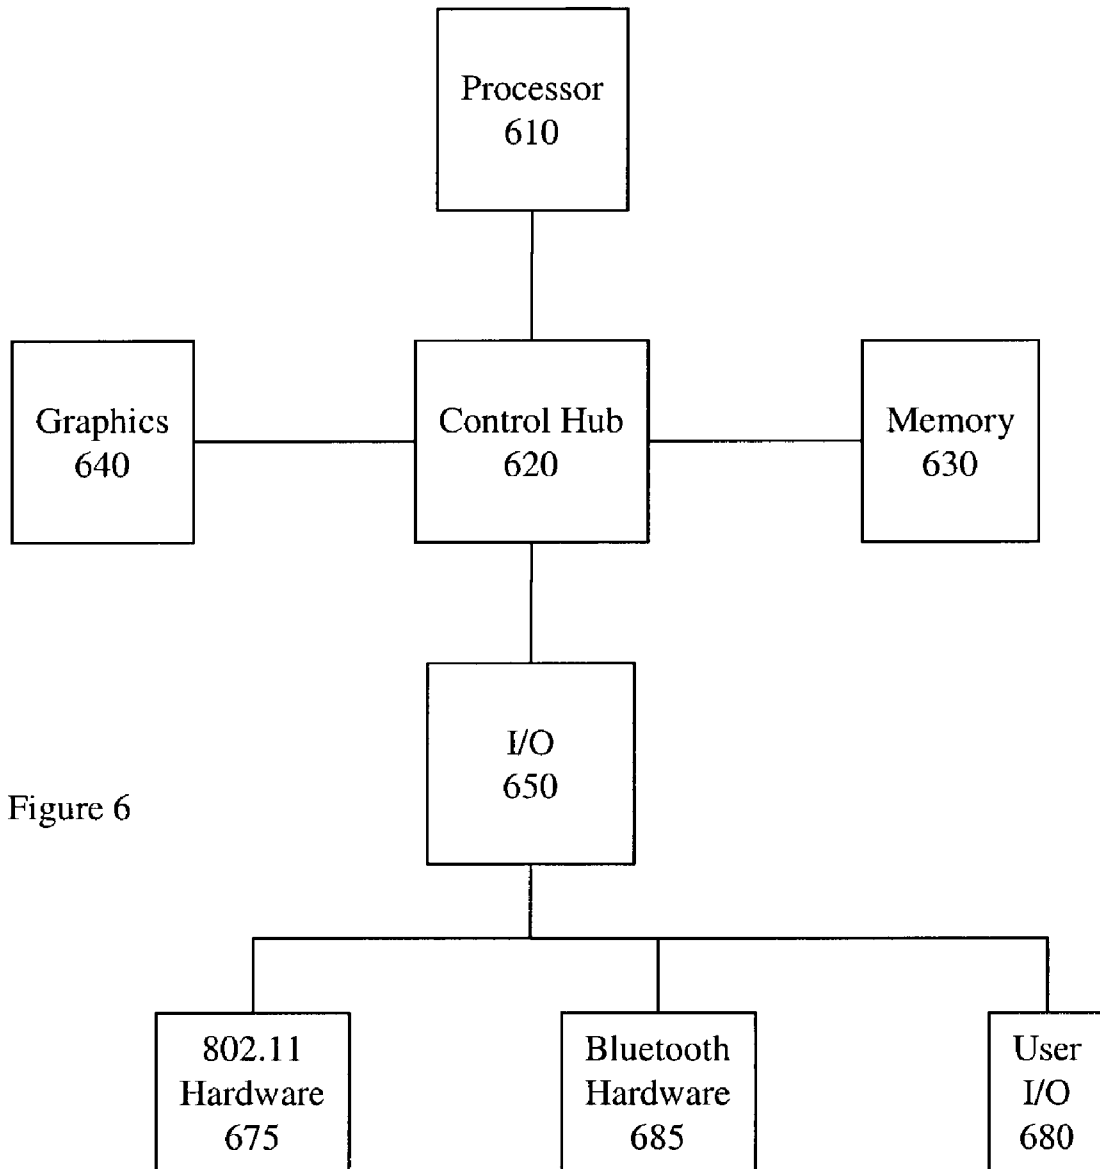 Processor
610
Graphics
640
Control Hub
620
Memory
630
I/O
650
Figure 6
802.11
Hardware
675
Bluetooth
Hardware
685
User
I/O
680